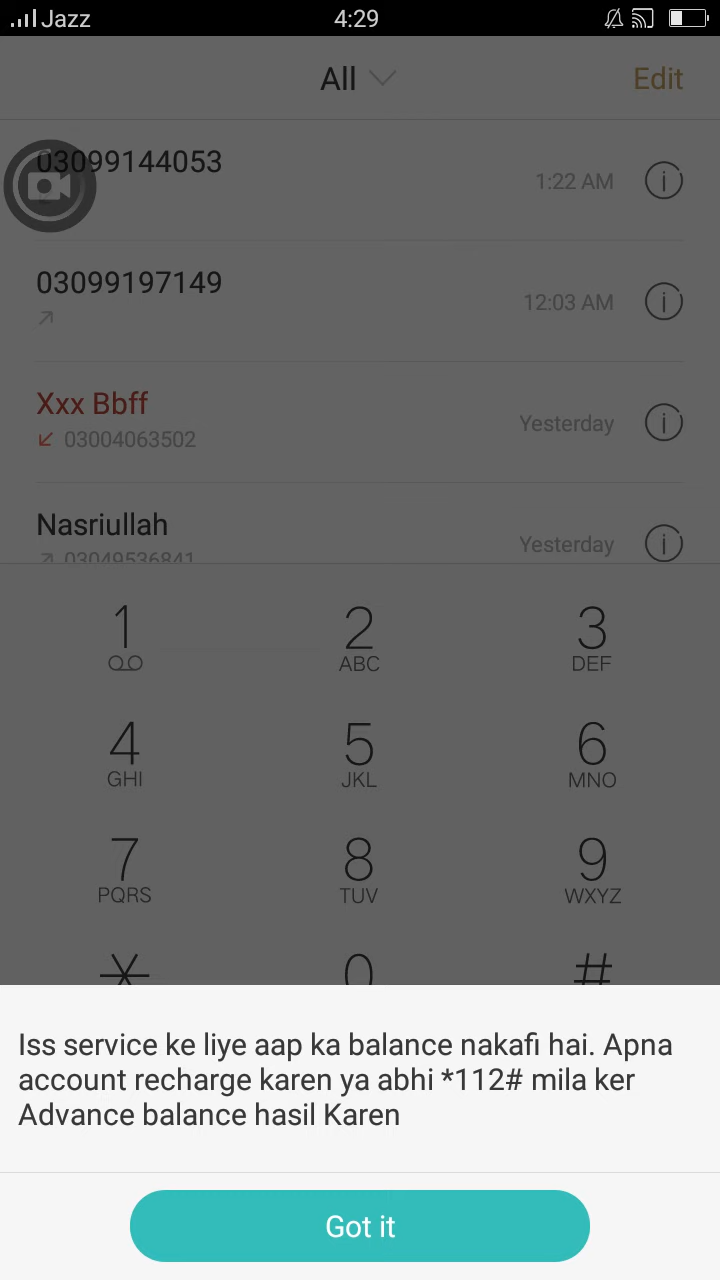 Jazz 4:29
All Edit
03099144053
1:22 AM
03099197149
12:03 AM
Xxx Bbff
03004063502
Yesterday
Nasriullah
03049536841
Yesterday
1 2 3
ABC DEF
4 5 6
GHI JKL MNO
7 8 9
PQRS TUV WXYZ
* 0 #
Iss service ke liye aap ka balance nakafi hai. Apna
account recharge karen ya abhi *112# mila ker
Advance balance hasil Karen
Got it